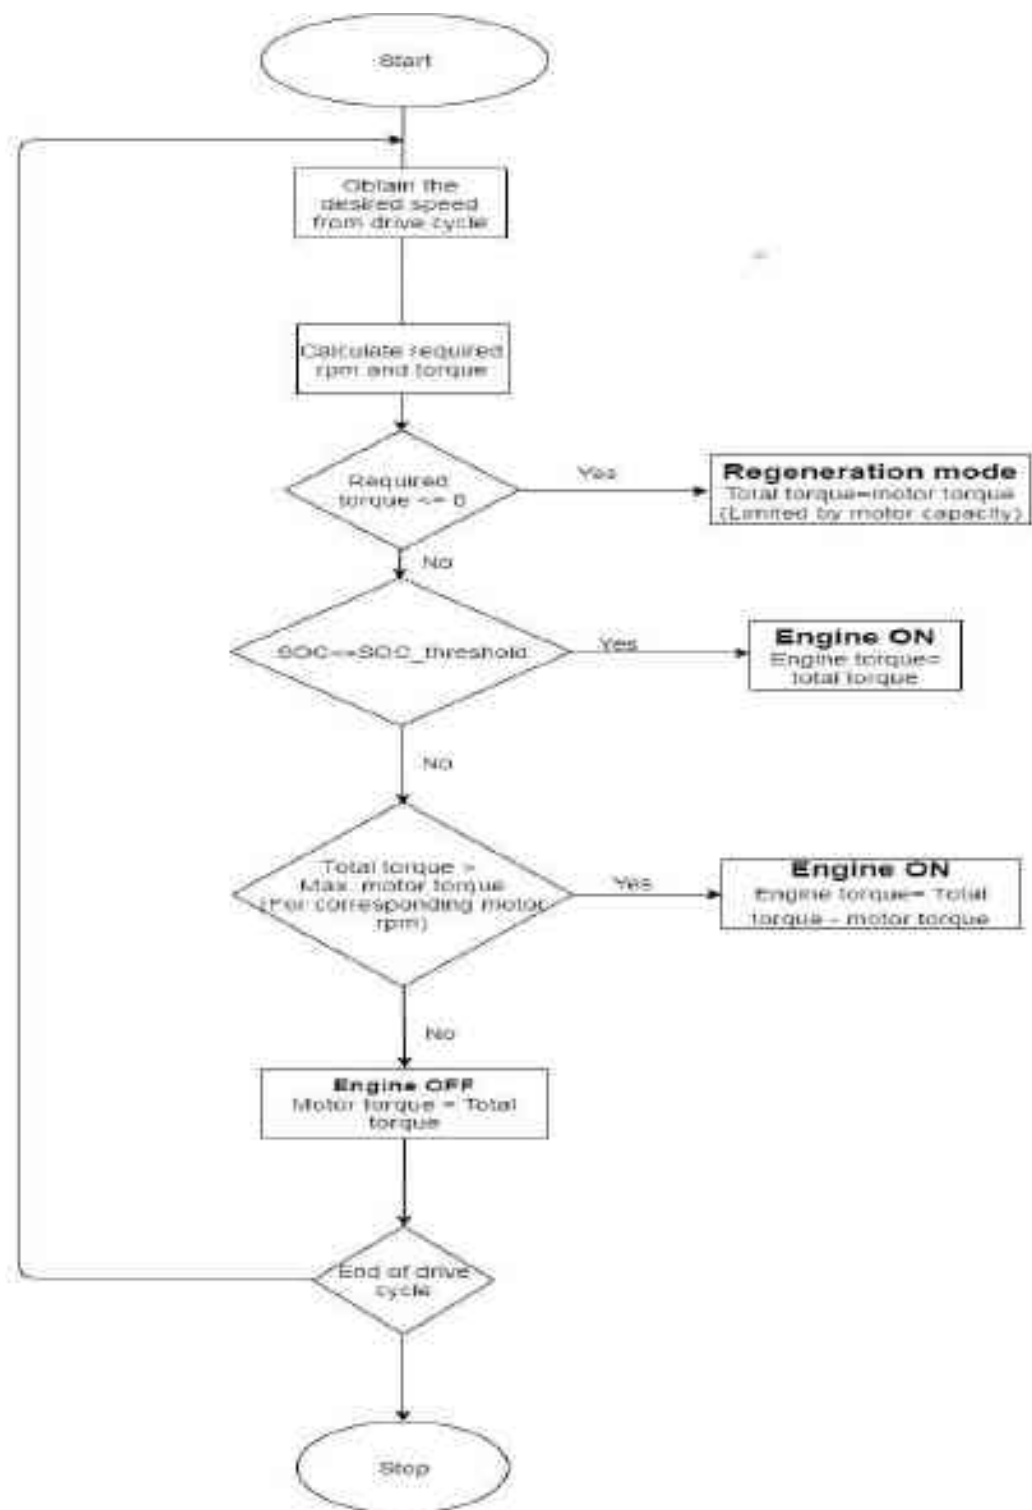 Start
Obtain the
desired speed
from drive cycle
Calculate required
rpm and torque
Required
torque <= 0
Yes
Regeneration mode
Total torque=motor torque
(Limited by motor capacity)
No
SOC<=SOC_threshold
Yes
Engine ON
Engine torque=
total torque
No
Total torque >
Max. motor torque
(For corresponding motor
rpm)
Yes
Engine ON
Engine torque= Total
torque - motor torque
No
Engine OFF
Motor torque = Total
torque
End of drive
cycle
Stop